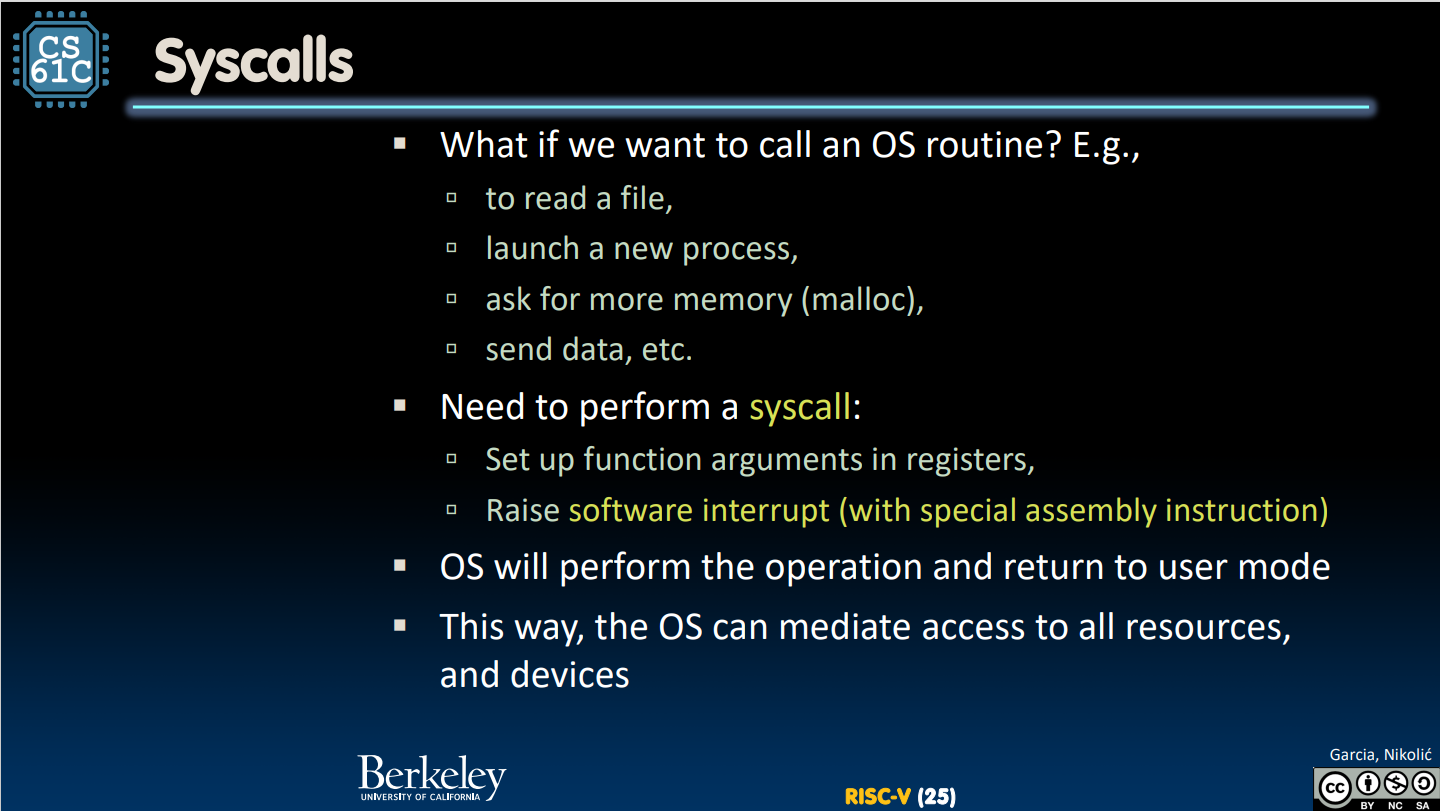 CS
61C
Syscalls
What if we want to call an OS routine? E.g.,
to read a file,
launch a new process,
ask for more memory (malloc),
send data, etc.
Need to perform a syscall:
Set up function arguments in registers,
Raise software interrupt (with special assembly instruction)
OS will perform the operation and return to user mode
This way, the OS can mediate access to all resources,
and devices
Berkeley
UNIVERSITY OF CALIFORNIA
RISC-V (25)
Garcia, Nikolić
cc
BY NC SA